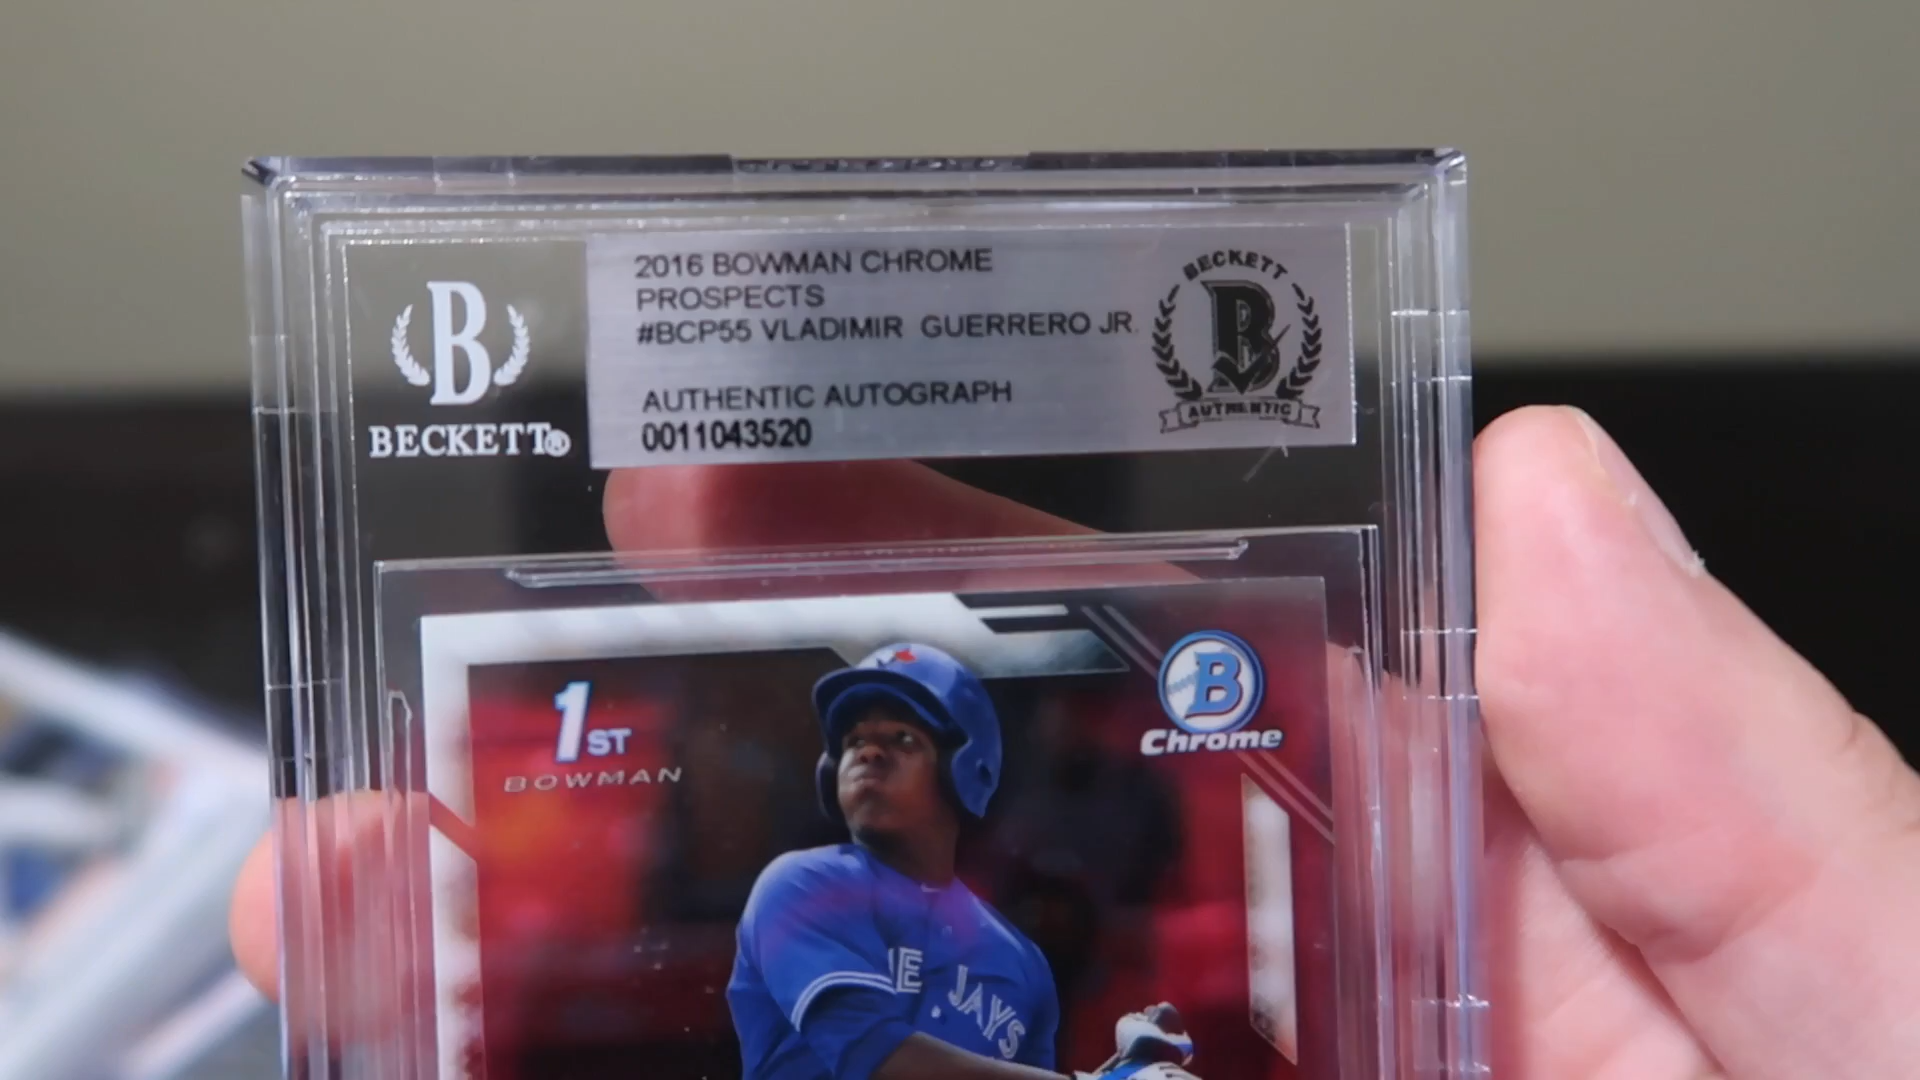 2016 BOWMAN CHROME
PROSPECTS
#BCP55 VLADIMIR GUERRERO JR.
AUTHENTIC AUTOGRAPH
0011043520
B
BECKETT®
BECKETT
B
AUTHENTIC
1ST
BOWMAN
B
Chrome
E JAYS